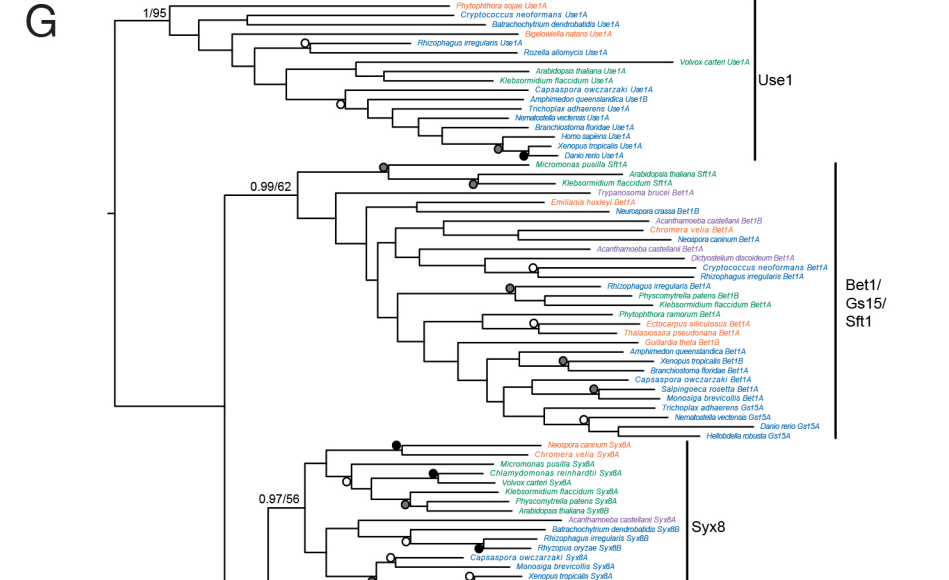 G
1/95
Phytophthora sojae Use1A
Cryptococcus neoformans Use1A
Batrachochytrium dendrobatidis Use1A
Bigelowiella natans Use1A
Rhizophagus irregularis Use1A
Rozella allomycis Use1A
Volvox carteri Use1A
Arabidopsis thaliana Use1A
Klebsormidium flaccidum Use1A
Capsaspora owczarzaki Use1A
Amphimedon queenslandica Use1B
Trichoplax adhaerens Use1A
Nematostella vectensis Use1A
Branchiostoma floridae Use1A
Homo sapiens Use1A
Xenopus tropicalis Use1A
Danio rerio Use1A
Use1
0.99/62
Micromonas pusilla Sft1A
Arabidopsis thaliana Sft1A
Klebsormidium flaccidum Sft1A
Trypanosoma brucei Bet1A
Emiliania huxleyi Bet1A
Neurospora crassa Bet1B
Acanthamoeba castellanii Bet1B
Chromera velia Bet1A
Neospora caninum Bet1A
Acanthamoeba castellanii Bet1A
Dictyostelium discoideum Bet1A
Cryptococcus neoformans Bet1A
Rhizophagus irregularis Bet1A
Rhizophagus irregularis Bet1A
Physcomytrella patens Bet1B
Klebsormidium flaccidum Bet1A
Phytophthora ramorum Bet1A
Ectocarpus siliculosus Bet1A
Thalassiosira pseudonana Bet1A
Guillardia theta Bet1B
Amphimedon queenslandica Bet1A
Xenopus tropicalis Bet1B
Branchiostoma floridae Bet1A
Capsaspora owczarzaki Bet1A
Salpingoeca rosetta Bet1A
Monosiga brevicollis Bet1A
Trichoplax adhaerens Gs15A
Nematostella vectensis Gs15A
Danio rerio Gs15A
Hellobdella robusta Gs15A
Bet1/
Gs15/
Sft1
0.97/56
Neospora caninum Syx8A
Chromera velia Syx8A
Micromonas pusilla Syx8A
Chlamydomonas reinhardtii Syx8A
Volvox carteri Syx8A
Klebsormidium flaccidum Syx8A
Physcomytrella patens Syx8A
Arabidopsis thaliana Syx8B
Acanthamoeba castellanii Syx8A
Batrachochytrium dendrobatidis Syx8B
Rhizophagus irregularis Syx8B
Rhyzopus oryzae Syx8B
Capsaspora owczarzaki Syx8A
Monosiga brevicollis Syx8A
Xenopus tropicalis Syx8A
Syx8